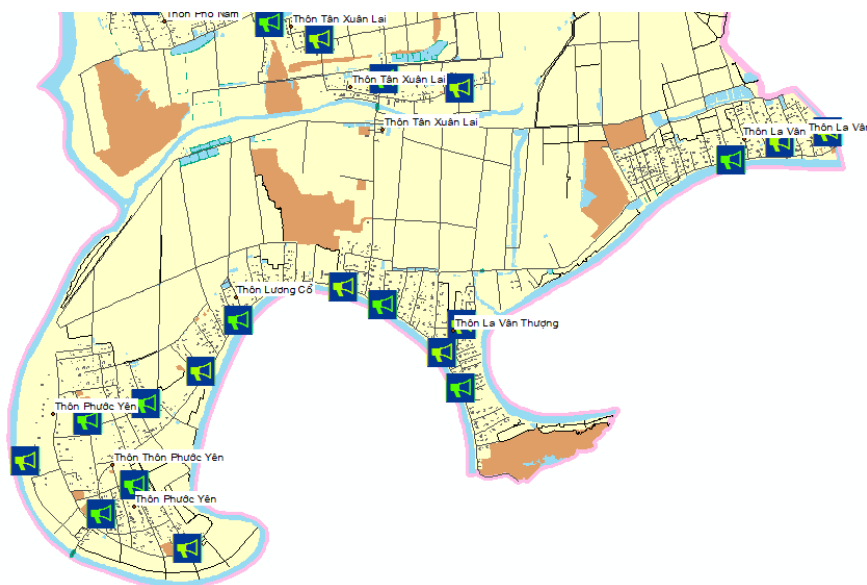 Thôn Phổ Nam
Thôn Tân Xuân Lai
Thôn Tân Xuân Lai
Thôn Tân Xuân Lai
Thôn La Vân
Thôn La Vân
Thôn Lương Cổ
Thôn La Vân Thượng
Thôn Phước Yên
Thôn Thôn Phước Yên
Thôn Phước Yên